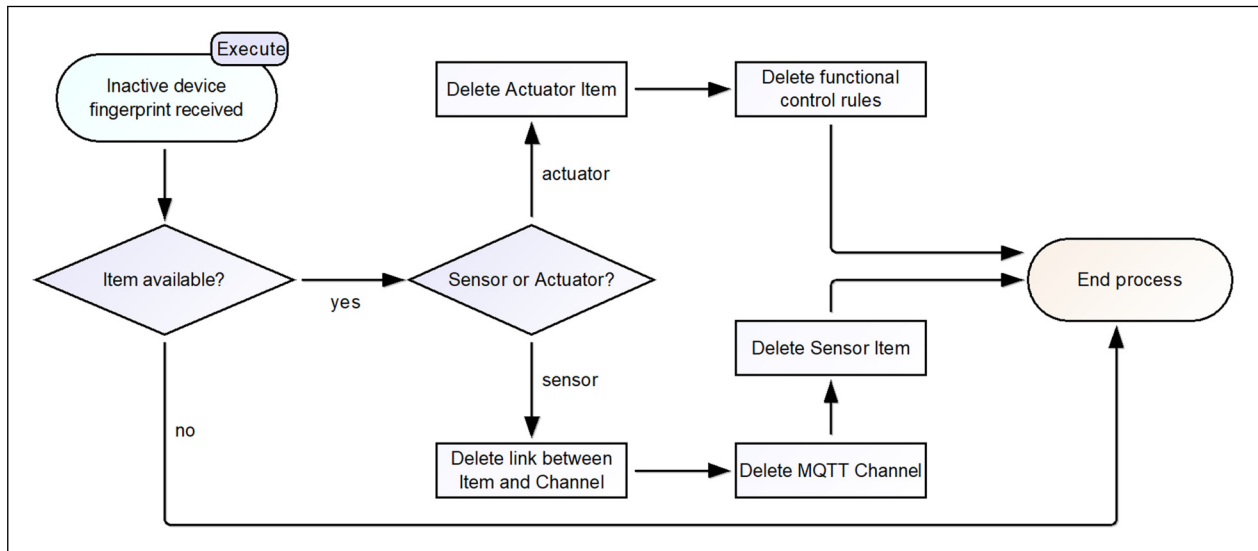 Execute
Inactive device
fingerprint received
Delete Actuator Item
Delete functional
control rules
actuator
Item available?
yes
Sensor or Actuator?
End process
sensor
Delete Sensor Item
no
Delete link between
Item and Channel
Delete MQTT Channel